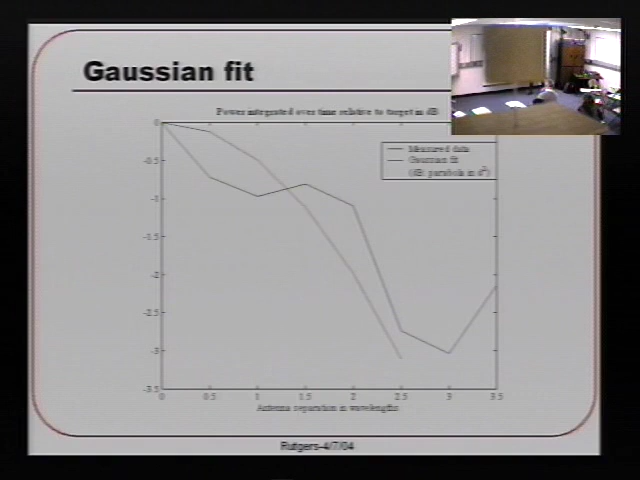 Gaussian fit
Power integrated over time relative to target in dB
Measured data
Gaussian fit
(dB: parabola in d²)
0
-0.5
-1
-1.5
-2
-2.5
-3
-3.5
0 0.5 1 1.5 2 2.5 3 3.5
Antenna separation in wavelengths
Rutgers-4/7/04